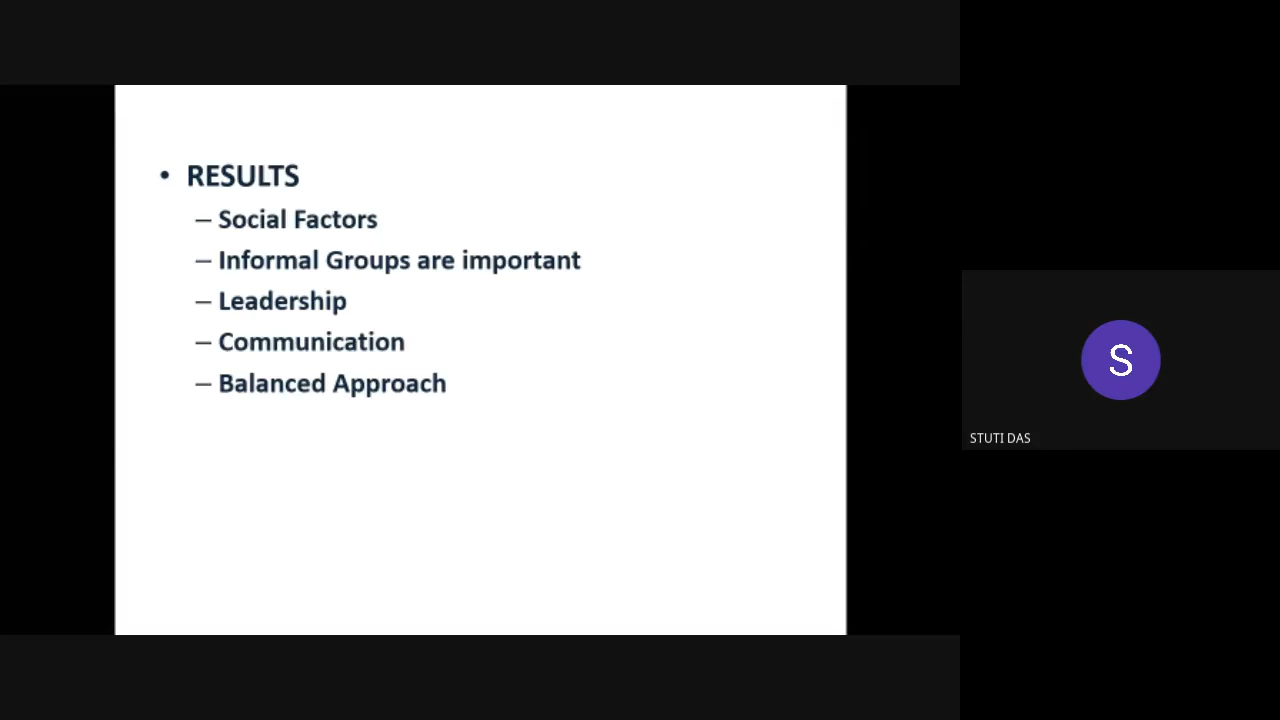 • RESULTS
– Social Factors
– Informal Groups are important
– Leadership
– Communication
– Balanced Approach
S
STUTI DAS